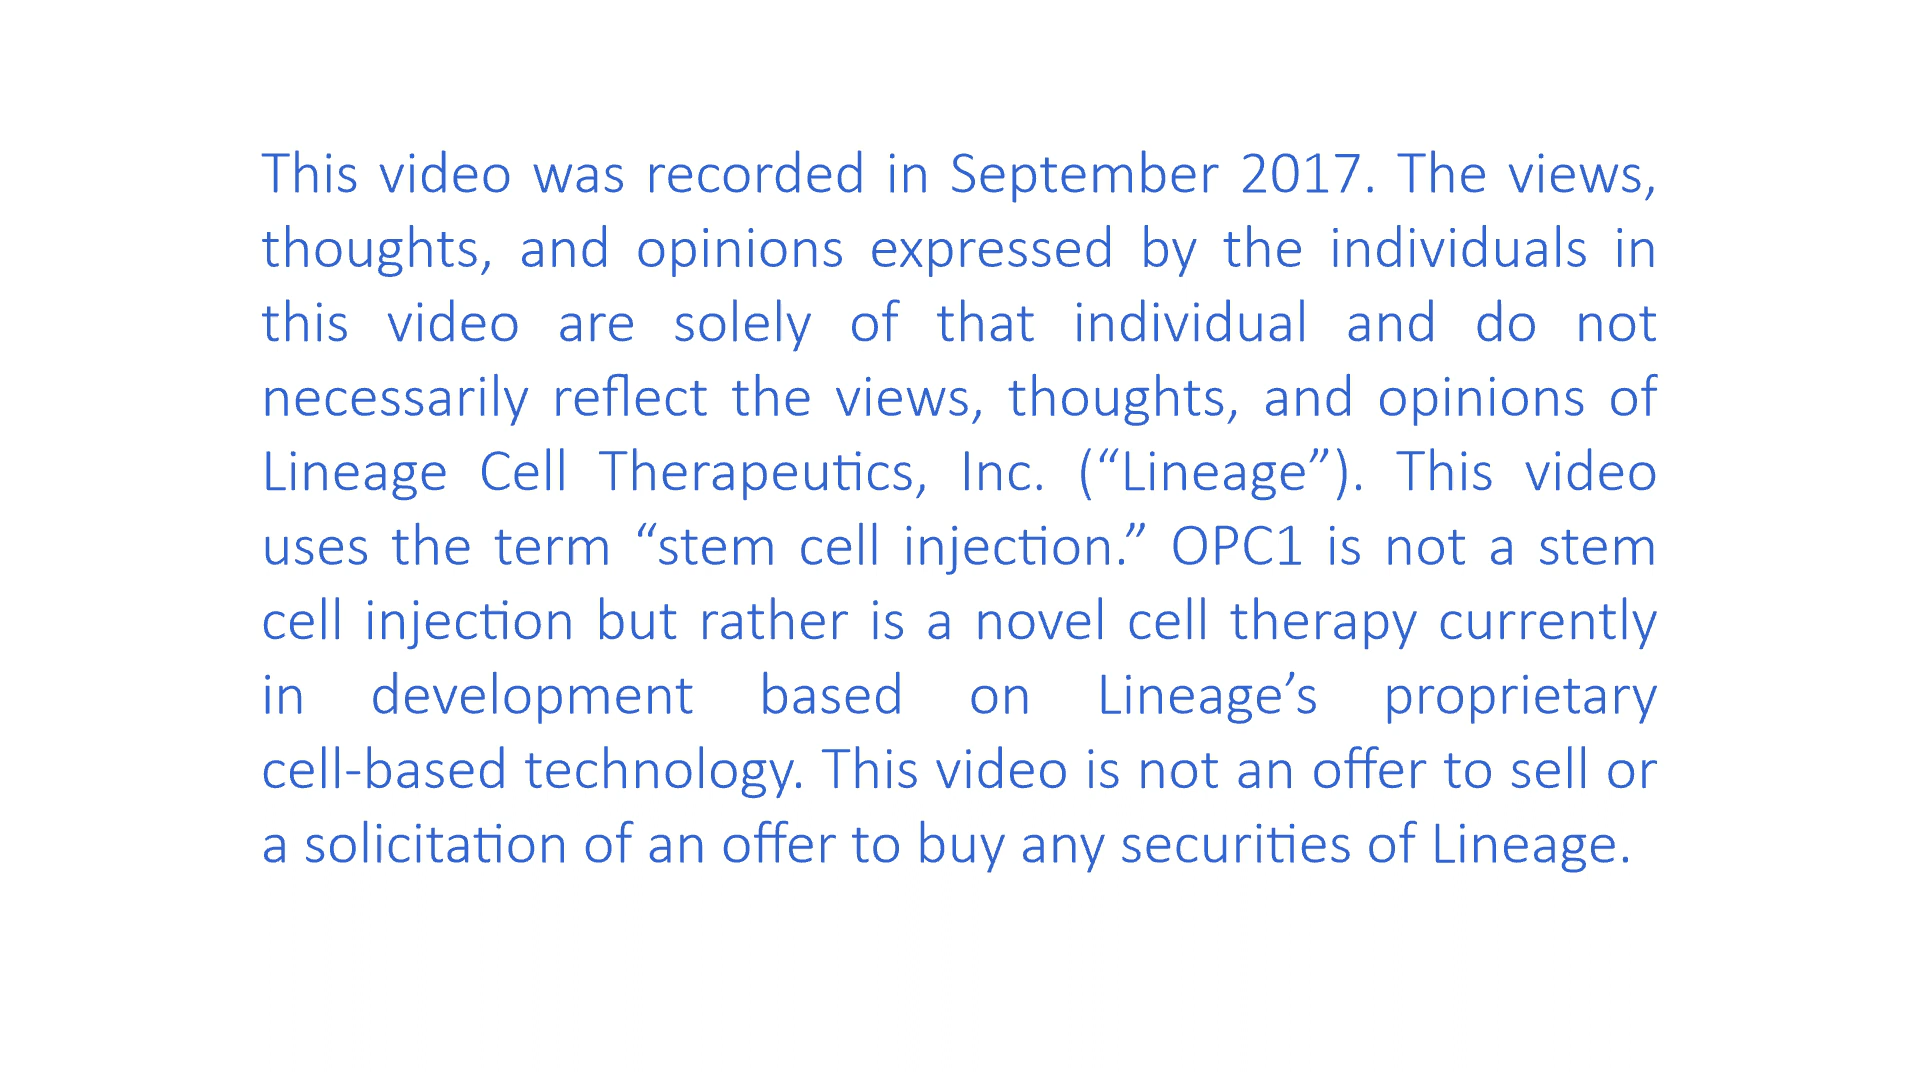 This video was recorded in September 2017. The views,
thoughts, and opinions expressed by the individuals in
this video are solely of that individual and do not
necessarily reflect the views, thoughts, and opinions of
Lineage Cell Therapeutics, Inc. (“Lineage”). This video
uses the term “stem cell injection.” OPC1 is not a stem
cell injection but rather is a novel cell therapy currently
in development based on Lineage’s proprietary
cell-based technology. This video is not an offer to sell or
a solicitation of an offer to buy any securities of Lineage.